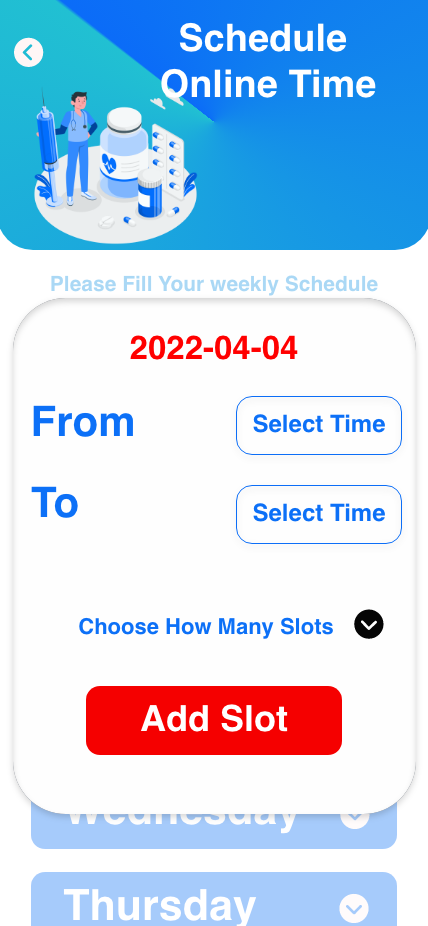 Schedule
Online Time
Please Fill Your weekly Schedule
2022-04-04
From
Select Time
To
Select Time
Choose How Many Slots
Add Slot
Wednesday
Thursday